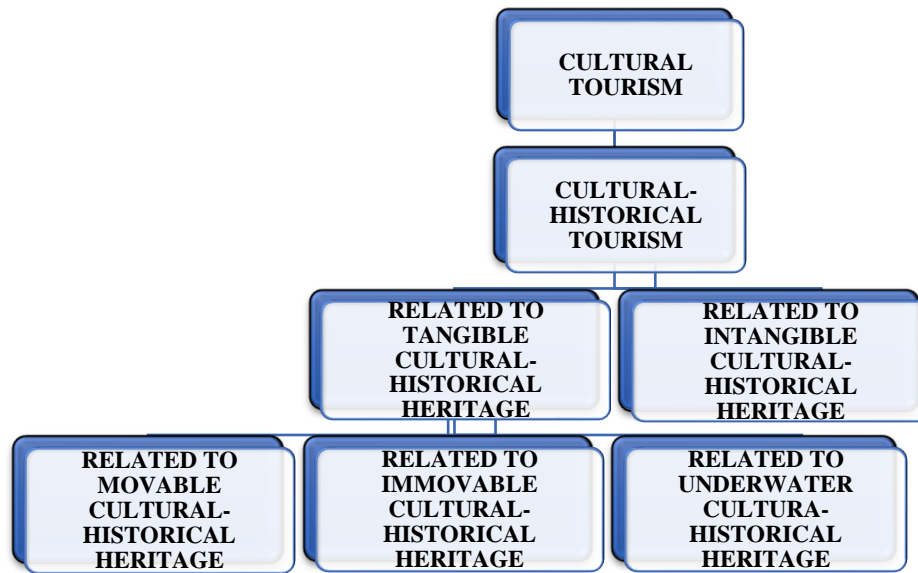 CULTURAL
TOURISM
CULTURAL-
HISTORICAL
TOURISM
RELATED TO
TANGIBLE
CULTURAL-
HISTORICAL
HERITAGE
RELATED TO
INTANGIBLE
CULTURAL-
HISTORICAL
HERITAGE
RELATED TO
MOVABLE
CULTURAL-
HISTORICAL
HERITAGE
RELATED TO
IMMOVABLE
CULTURAL-
HISTORICAL
HERITAGE
RELATED TO
UNDERWATER
CULTURA-
HISTORICAL
HERITAGE